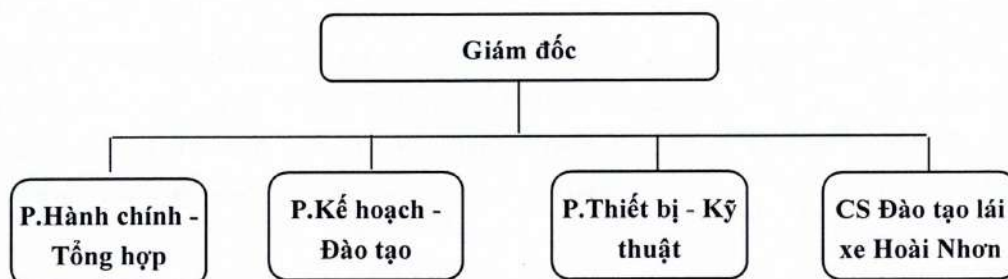 Giám đốc
P.Hành chính -
Tổng hợp
P.Kế hoạch -
Đào tạo
P.Thiết bị - Kỹ
thuật
CS Đào tạo lái
xe Hoài Nhơn